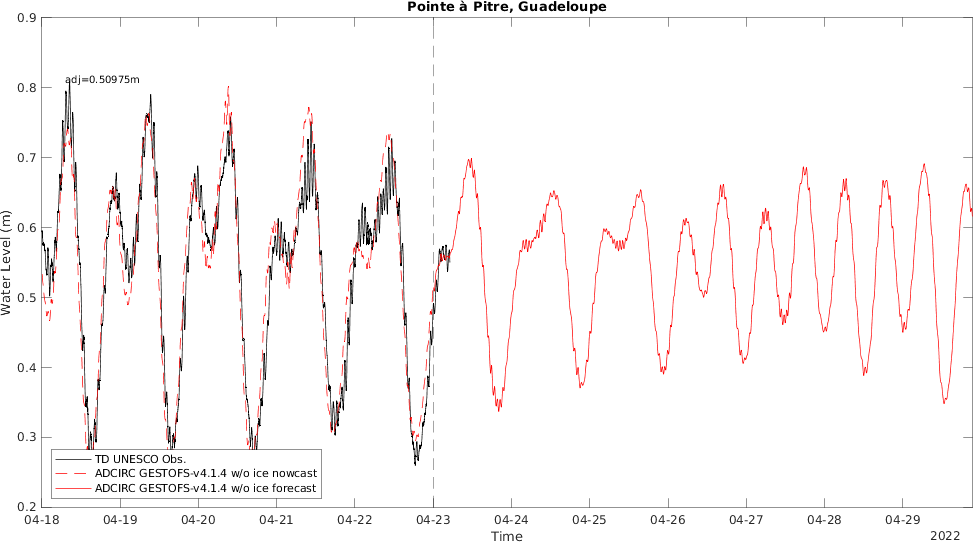 Pointe à Pitre, Guadeloupe
0.9
0.8
0.7
0.6
0.5
0.4
0.3
0.2
Water Level (m)
adj=0.50975m
TD UNESCO Obs.
ADCIRC GESTOFS-v4.1.4 w/o ice nowcast
ADCIRC GESTOFS-v4.1.4 w/o ice forecast
04-18 04-19 04-20 04-21 04-22 04-23 04-24 04-25 04-26 04-27 04-28 04-29
Time
2022